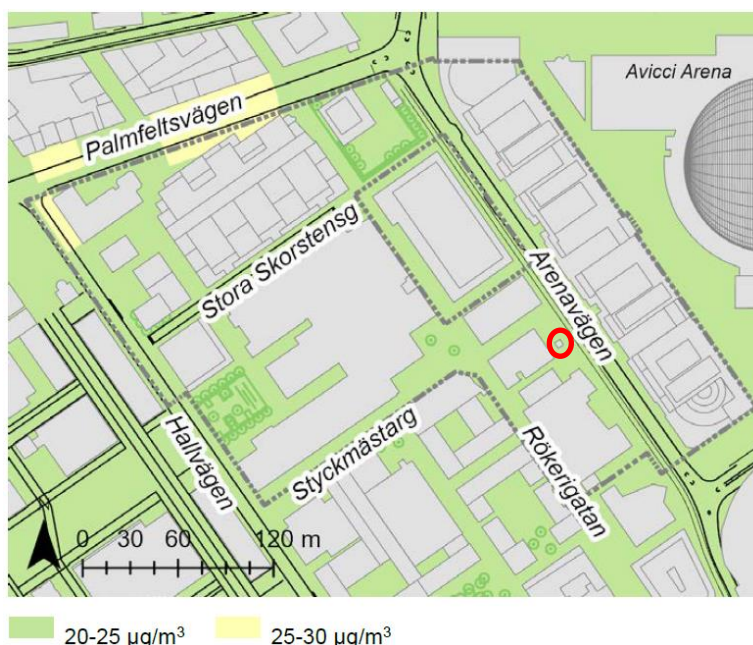 Avicci Arena
Palmfeltsvägen
Stora Skorstensg
Arenavägen
Hallvägen
Styckmästarg
Rökerigatan
0 30 60 120 m
20-25 µg/m³ 25-30 µg/m³